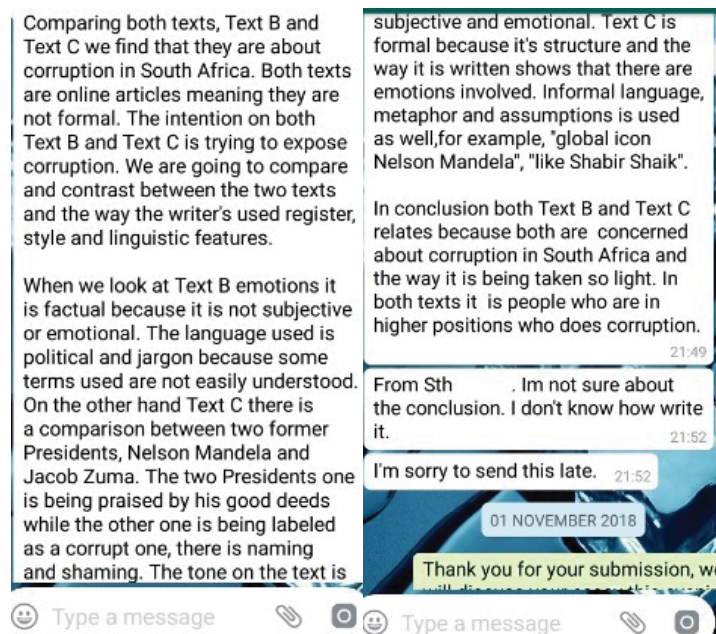 Comparing both texts, Text B and
Text C we find that they are about
corruption in South Africa. Both texts
are online articles meaning they are
not formal. The intention on both
Text B and Text C is trying to expose
corruption. We are going to compare
and contrast between the two texts
and the way the writer's used register,
style and linguistic features.
When we look at Text B emotions it
is factual because it is not subjective
or emotional. The language used is
political and jargon because some
terms used are not easily understood.
On the other hand Text C there is
a comparison between two former
Presidents, Nelson Mandela and
Jacob Zuma. The two Presidents one
is being praised by his good deeds
while the other one is being labeled
as a corrupt one, there is naming
and shaming. The tone on the text is
Type a message
subjective and emotional. Text C is
formal because it's structure and the
way it is written shows that there are
emotions involved. Informal language,
metaphor and assumptions is used
as well,for example, "global icon
Nelson Mandela", "like Shabir Shaik".
In conclusion both Text B and Text C
relates because both are concerned
about corruption in South Africa and
the way it is being taken so light. In
both texts it is people who are in
higher positions who does corruption.
21:49
From Sth . Im not sure about
the conclusion. I don't know how write
it.
21:52
I'm sorry to send this late. 21:52
01 NOVEMBER 2018
Thank you for your submission, we
Type a message